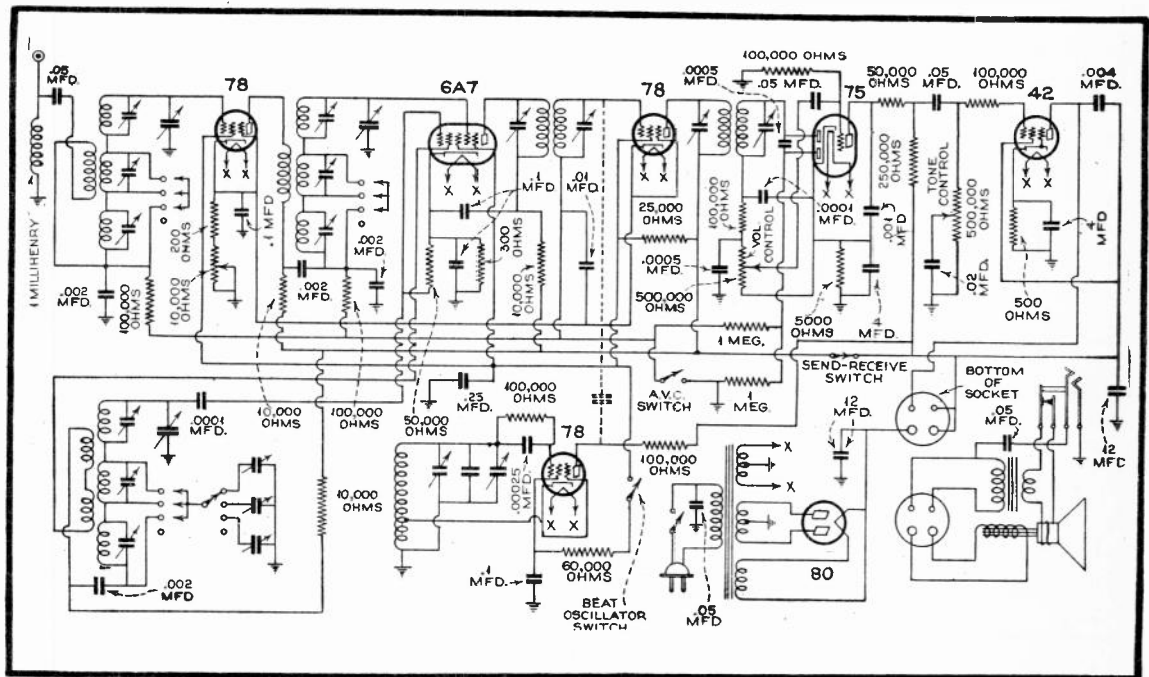 1
.05
MFD.
78
6A7
78
100,000 OHMS
.0005
MFD.
.05 MFD.
75
50,000
OHMS
.05
MFD.
100,000
OHMS
42
.004
MFD.
1 MILLIHENRY
.002
MFD.
100,000
OHMS
200
OHMS
10,000
OHMS
.1 MFD
X X
.002
MFD.
.002
MFD.
X X
.1
MFD
300
OHMS
10,000
OHMS
.01
MFD.
X X
25,000
OHMS
100,000
OHMS
.0005
MFD.
VOL
CONTROL
500,000
OHMS
.0001
MFD.
X X
.001
MFD
250,000
OHMS
5000
OHMS
4
MFD.
TONE
CONTROL
500,000
OHMS
.02
MFD.
X X
4
MFD
500
OHMS
1 MEG.
SEND-RECEIVE
SWITCH
A.V.C.
SWITCH
1
MEG.
BOTTOM
OF
SOCKET
.0001
MFD.
10,000
OHMS
100,000
OHMS
50,000
OHMS
.25
MFD.
100,000
OHMS
78
.00025
MFD.
X X
100,000
OHMS
12
MFD.
.05
MFD.
12
MFD
10,000
OHMS
.002
MFD
.1
MFD.
60,000
OHMS
BEAT
OSCILLATOR
SWITCH
.05
MFD
X
X
80